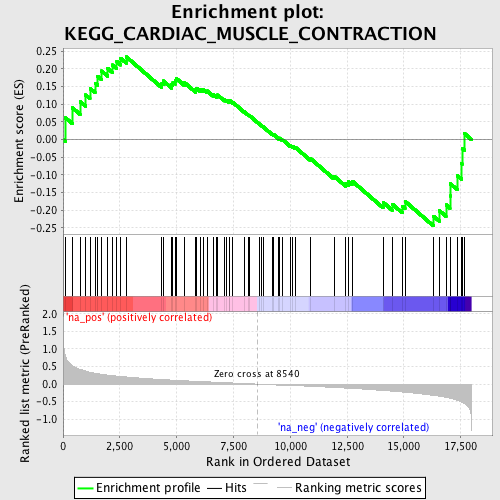 Enrichment plot:
KEGG_CARDIAC_MUSCLE_CONTRACTION
Enrichment score (ES)
0.25
0.20
0.15
0.10
0.05
0.00
-0.05
-0.10
-0.15
-0.20
-0.25
'na_pos' (positively correlated)
Ranked list metric (PreRanked)
2.0
1.5
1.0
0.5
0.0
-0.5
-1.0
Zero cross at 8540
'na_neg' (negatively correlated)
0 2,500 5,000 7,500 10,000 12,500 15,000 17,500
Rank in Ordered Dataset
Enrichment profile Hits Ranking metric scores